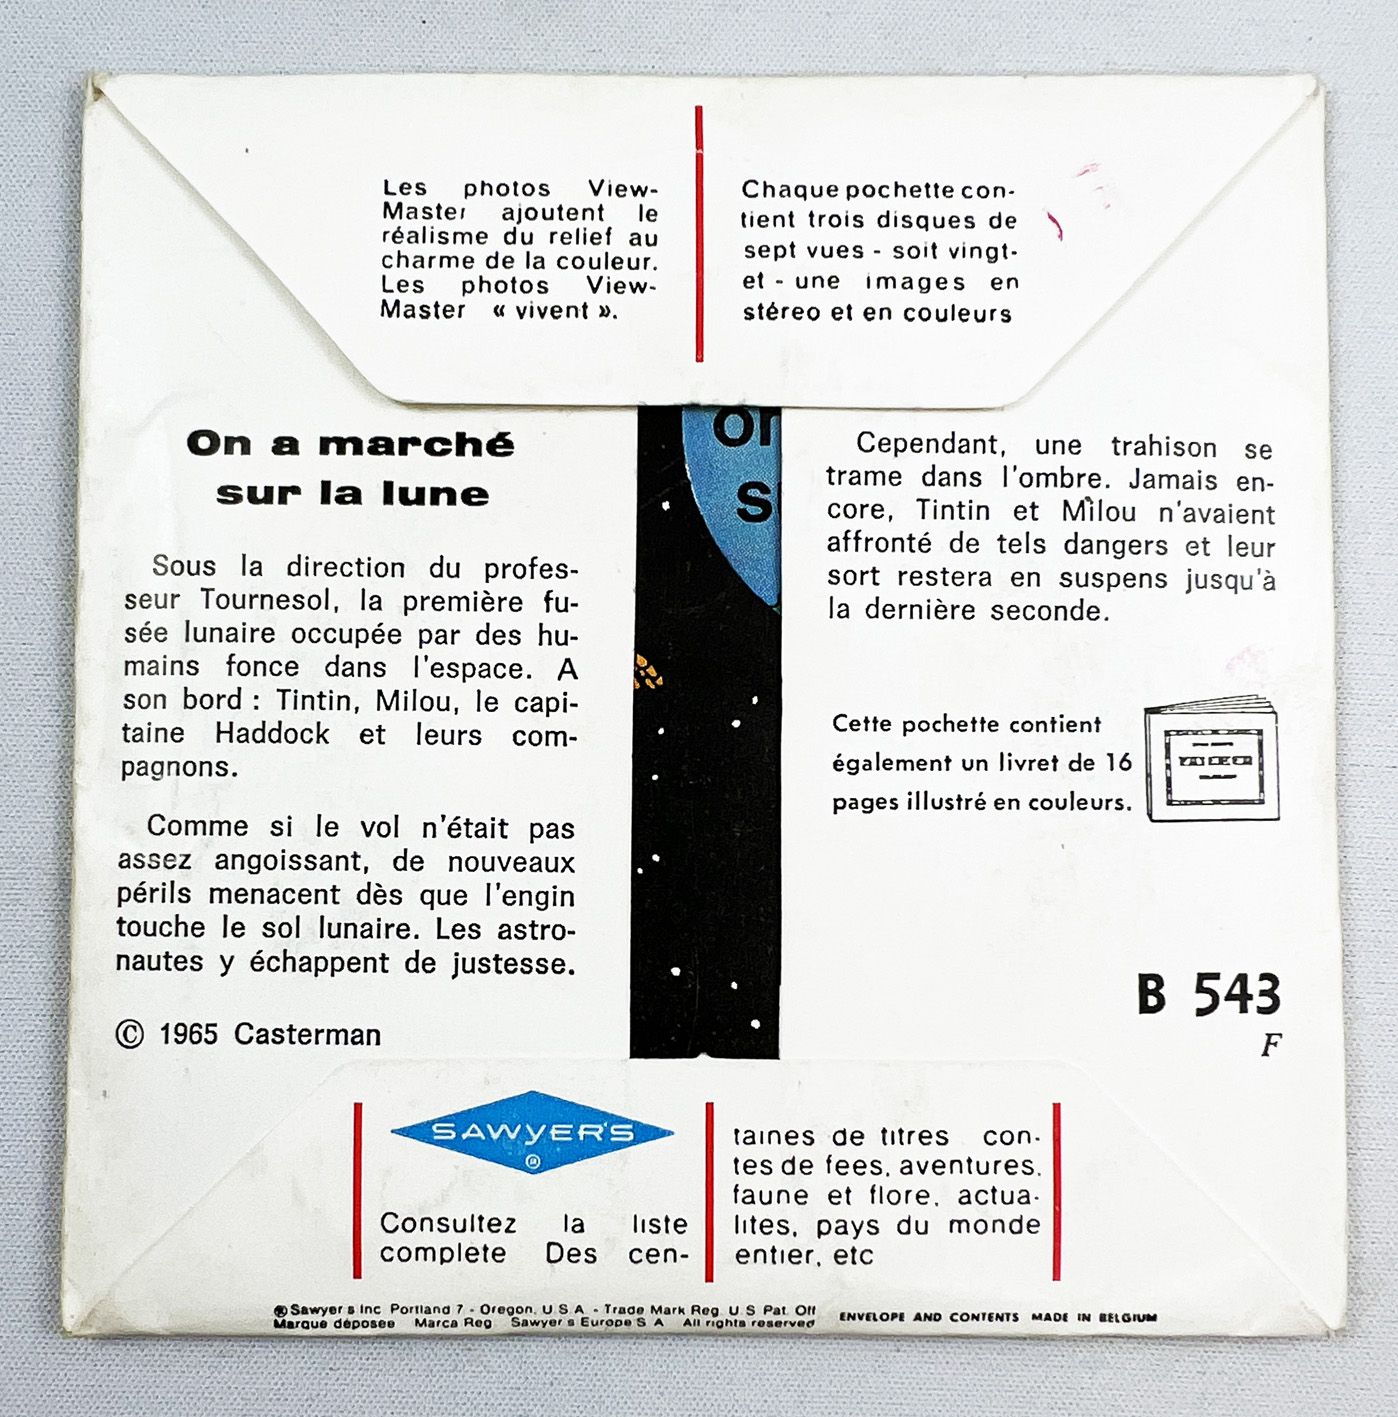 Les photos View-
Master ajoutent le
réalisme du relief au
charme de la couleur.
Les photos View-
Master « vivent ».
Chaque pochette con-
tient trois disques de
sept vues - soit vingt-
et - une images en
stéreo et en couleurs
On a marché
sur la lune
Sous la direction du profes-
seur Tournesol, la première fu-
sée lunaire occupée par des hu-
mains fonce dans l'espace. A
son bord : Tintin, Milou, le capi-
taine Haddock et leurs com-
pagnons.
Comme si le vol n'était pas
assez angoissant, de nouveaux
périls menacent dès que l'engin
touche le sol lunaire. Les astro-
nautes y échappent de justesse.
© 1965 Casterman
Cependant, une trahison se
trame dans l'ombre. Jamais en-
core, Tintin et Milou n'avaient
affronté de tels dangers et leur
sort restera en suspens jusqu'à
la dernière seconde.
Cette pochette contient
également un livret de 16
pages illustré en couleurs.
B 543
F
SAWYER'S
®
Consultez la liste
complete Des cen-
taines de titres con-
tes de fees, aventures,
faune et flore, actua-
lites, pays du monde
entier, etc
®Sawyer s Inc Portland 7 - Oregon, U.S.A. - Trade Mark Reg. U S Pat. Off
Marque déposee Marca Reg Sawyer s Europe S A All rights reserved
ENVELOPE AND CONTENTS MADE IN BELGIUM